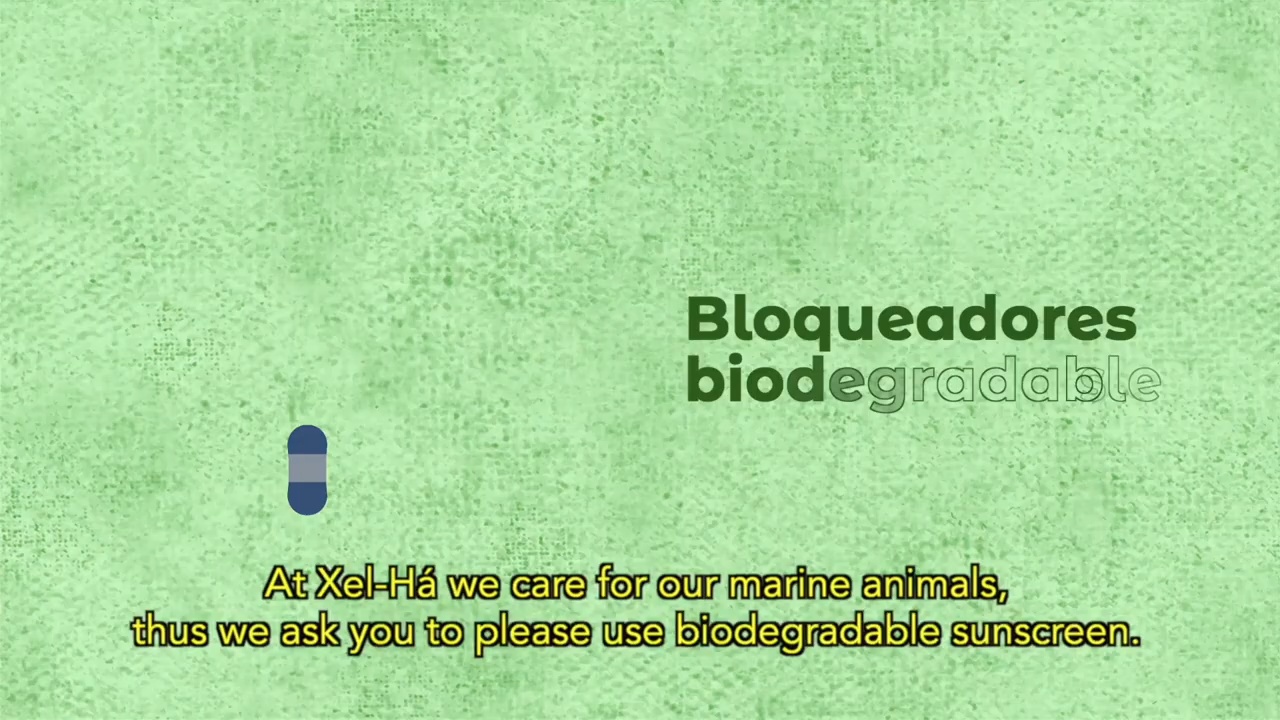 Bloqueadores
biodegradable
At Xel-Há we care for our marine animals,
thus we ask you to please use biodegradable sunscreen.